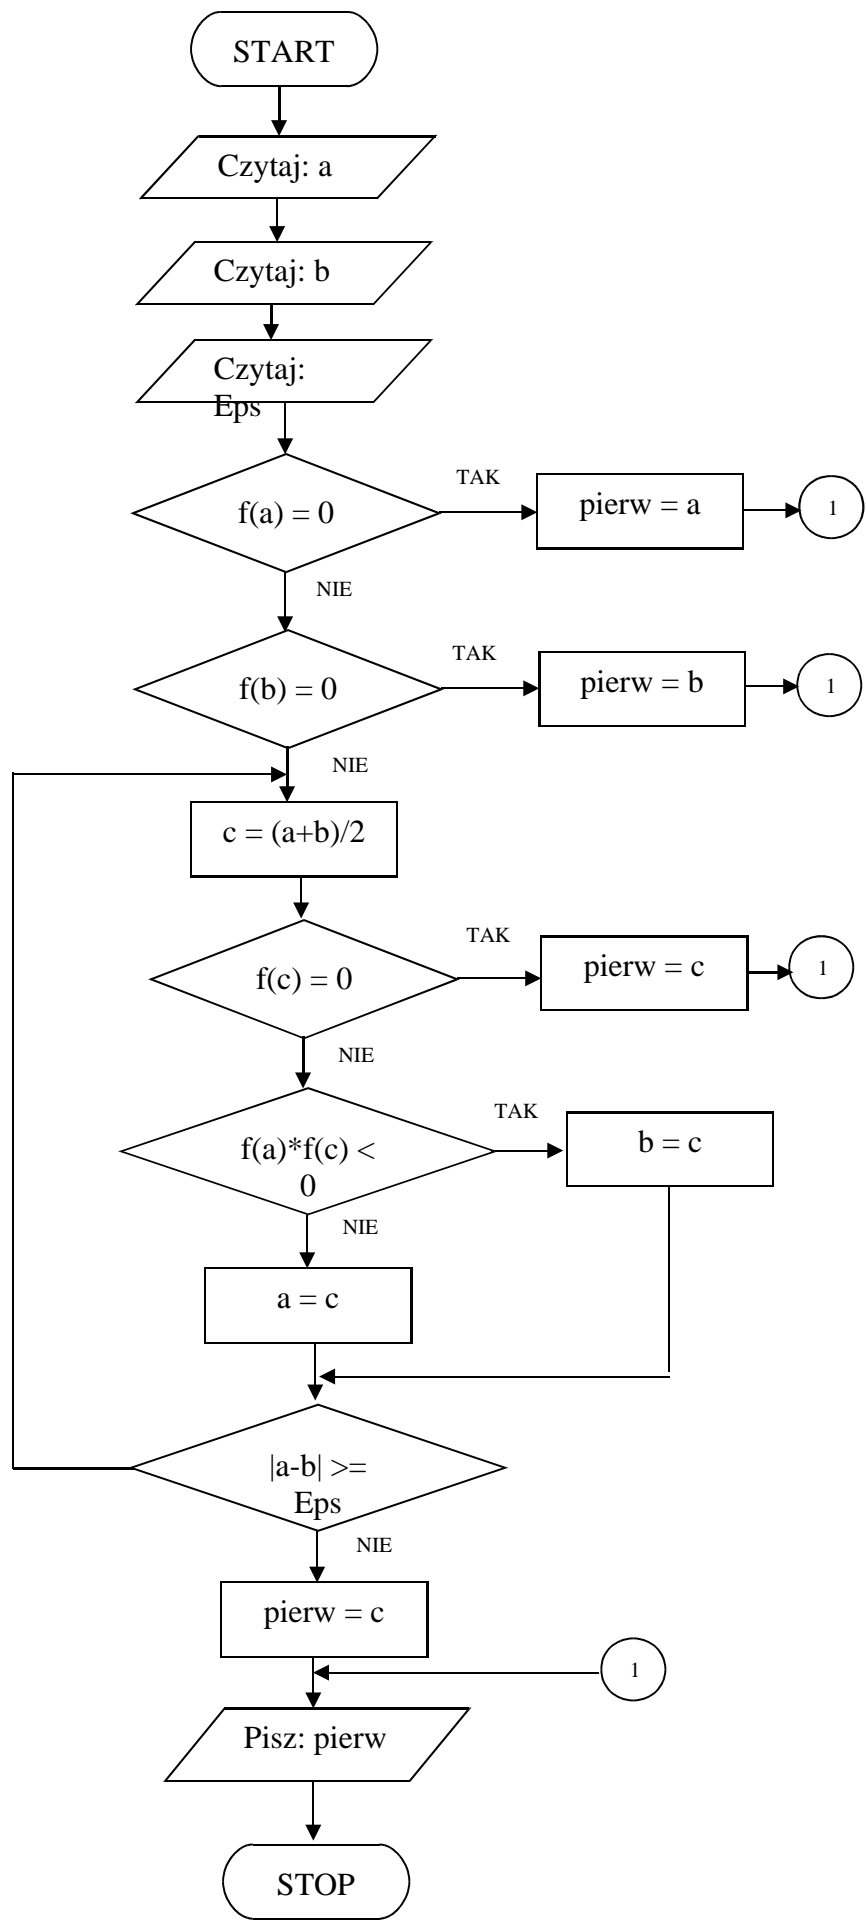 START
Czytaj: a
Czytaj: b
Czytaj:
Eps
TAK
f(a) = 0
pierw = a
1
NIE
TAK
f(b) = 0
pierw = b
1
NIE
c = (a+b)/2
TAK
f(c) = 0
pierw = c
1
NIE
TAK
f(a)*f(c) <
0
b = c
NIE
a = c
|a-b| >=
Eps
NIE
pierw = c
1
Pisz: pierw
STOP